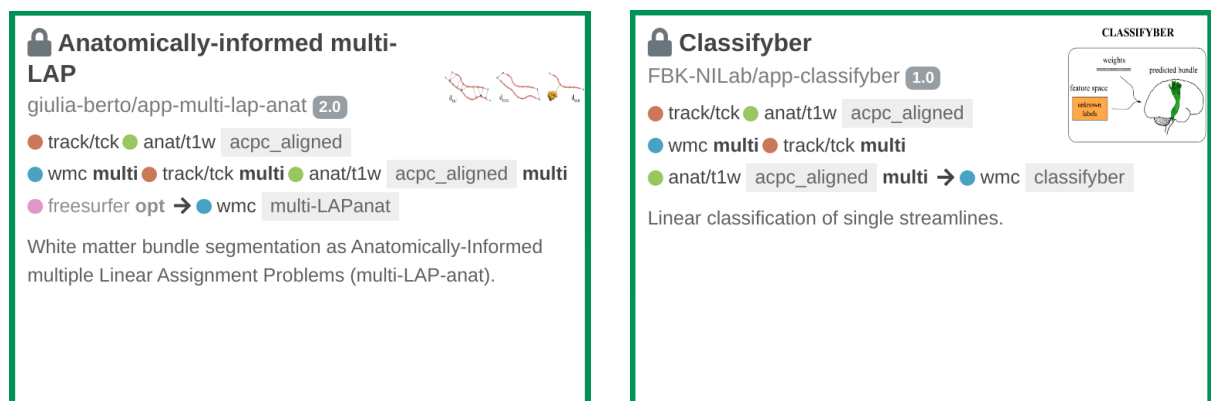 Anatomically-informed multi-
LAP
giulia-berto/app-multi-lap-anat 2.0
track/tck anat/t1w acpc_aligned
wmc multi track/tck multi anat/t1w acpc_aligned multi
freesurfer opt → wmc multi-LAPanat
White matter bundle segmentation as Anatomically-Informed
multiple Linear Assignment Problems (multi-LAP-anat).
Classifyber
FBK-NILab/app-classifyber 1.0
track/tck anat/t1w acpc_aligned
wmc multi track/tck multi
anat/t1w acpc_aligned multi → wmc classifyber
Linear classification of single streamlines.
CLASSIFYBER
weights
predicted bundle
feature space
unknown
labels